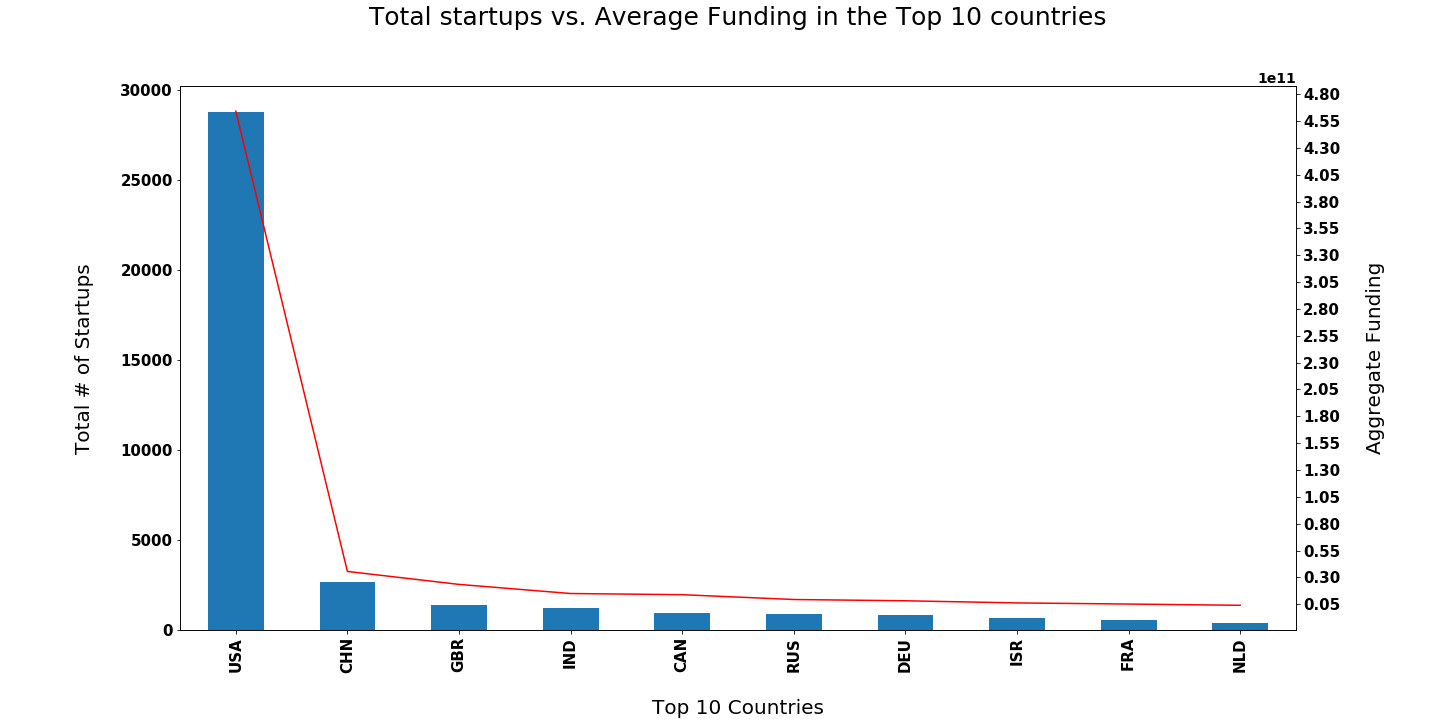 Total startups vs. Average Funding in the Top 10 countries
1e11
30000
25000
20000
15000
10000
5000
0
Total # of Startups
4.80
4.55
4.30
4.05
3.80
3.55
3.30
3.05
2.80
2.55
2.30
2.05
1.80
1.55
1.30
1.05
0.80
0.55
0.30
0.05
Aggregate Funding
USA
CHN
GBR
IND
CAN
RUS
DEU
ISR
FRA
NLD
Top 10 Countries